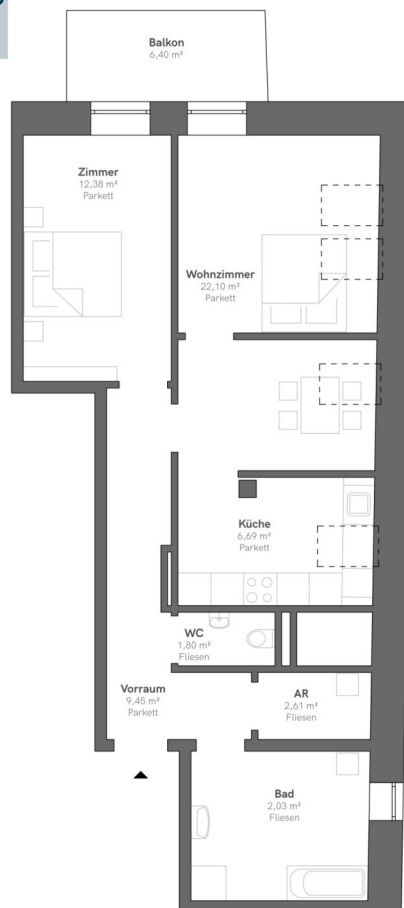 Balkon
6,40 m²
Zimmer
12,38 m²
Parkett
Wohnzimmer
22,10 m²
Parkett
Küche
6,69 m²
Parkett
WC
1,80 m²
Fliesen
Vorraum
9,45 m²
Parkett
AR
2,61 m²
Fliesen
Bad
2,03 m²
Fliesen